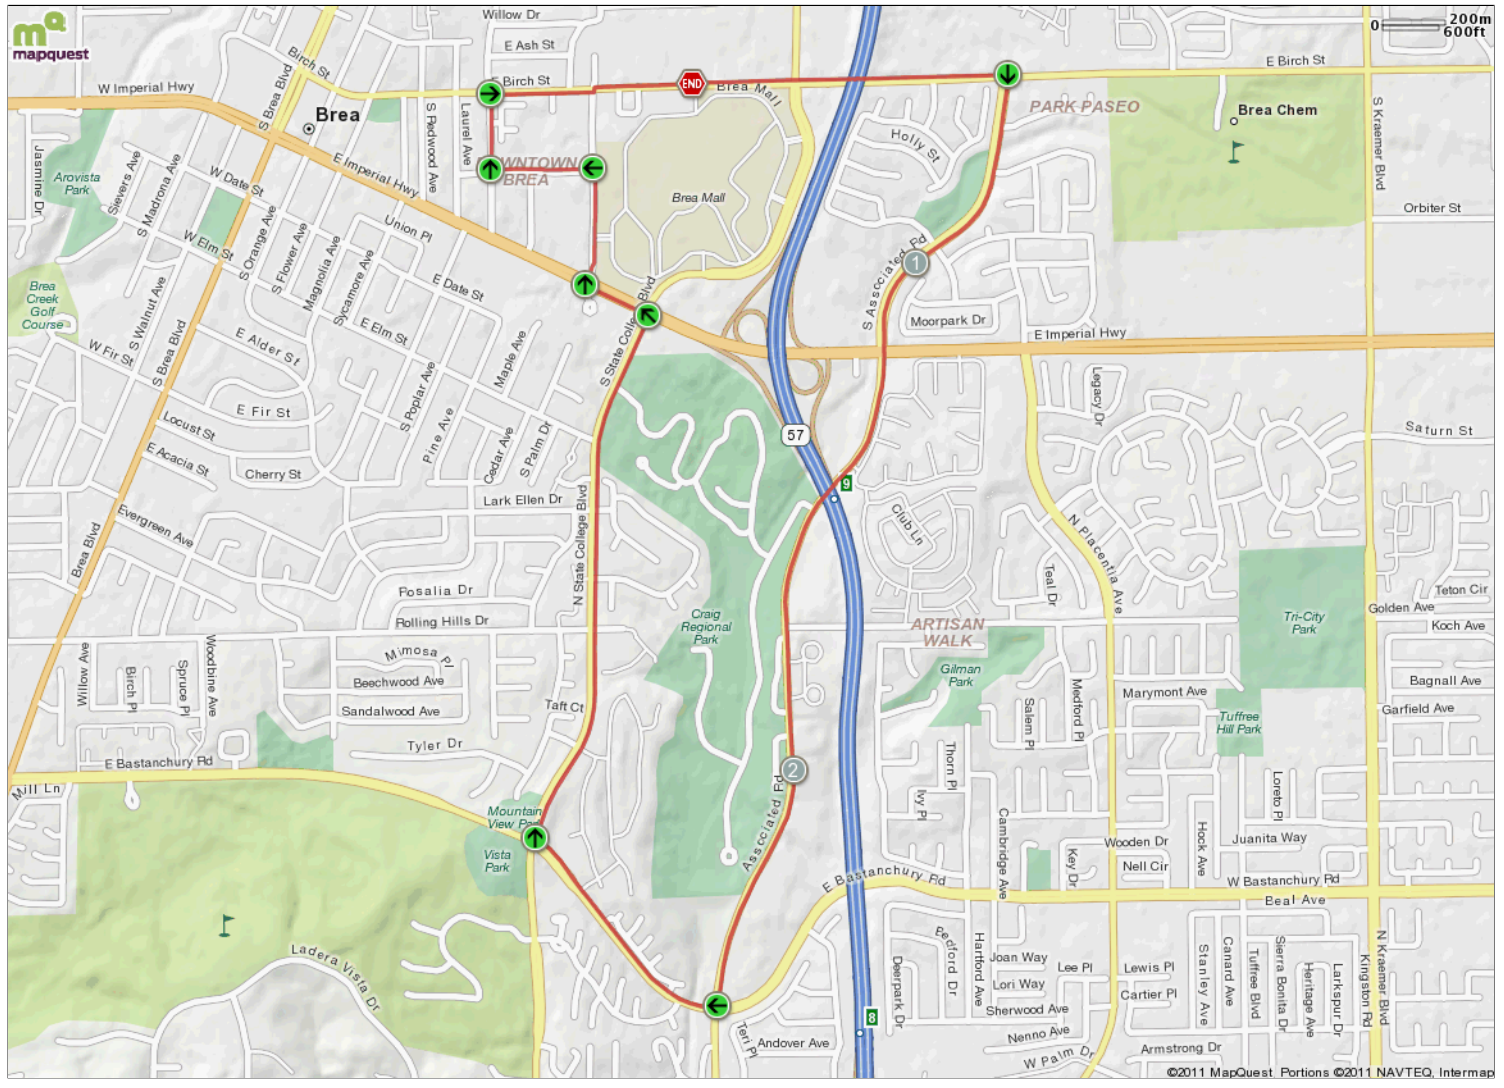 mQ
mapquest
Willow Dr
E Ash St
E Birch St
Birch St
W Imperial Hwy
S Brea Blvd
Brea
END
Brea Mall
E Birch St
0 200m
600ft
PARK PASEO
Brea Chem
S Kraemer Blvd
Holly St
Jasmine Dr
Arovista
Park
Sievers Ave
S Madrona Ave
W Date St
E Imperial Hwy
S Redwood Ave
Laurel Ave
WNTOWN
BREA
Brea Mall
Orbiter St
W Elm St
S Orange Ave
S Flower Ave
Magnolia Ave
Sycamore Ave
Union Pl
E Date St
S Associated Rd
1
Moorpark Dr
E Imperial Hwy
Brea
Creek
Golf
Course
S Walnut Ave
S Brea Blvd
W Fir St
E Alder St
E Elm St
Maple Ave
S State College Blvd
S Poplar Ave
Pine Ave
Cedar Ave
S Palm Dr
E Fir St
Locust St
E Acacia St
Cherry St
Lark Ellen Dr
57
9
Legacy Dr
Saturn St
Club Ln
N Placentia Ave
Evergreen Ave
Brea Blvd
N State College Blvd
Rosalia Dr
Rolling Hills Dr
Craig
Regional
Park
ARTISAN
WALK
Teal Dr
Teton Cir
Golden Ave
Koch Ave
Tri-City
Park
Willow Ave
Birch Pl
Spruce Pl
Woodbine Ave
Mimosa Pl
Beechwood Ave
Sandalwood Ave
Taft Ct
Tyler Dr
Gilman
Park
Salem Pl
Medford Pl
Marymont Ave
Bagnall Ave
Garfield Ave
Tuffree
Hill Park
E Bastanchury Rd
Mill Ln
2
Associated Rd
Thorn Pl
Ivy Pl
Loreto Pl
Mountain
View Park
Vista
Park
Cambridge Ave
Wooden Dr
Nell Cir
Key Dr
Hock Ave
Juanita Way
E Bastanchury Rd
W Bastanchury Rd
Beal Ave
Ladera Vista Dr
Teri Pl
Andover Ave
8
Deerpark Dr
Bedford Dr
Hartford Ave
Joan Way
Lori Way
Sherwood Ave
Nenno Ave
W Palm Dr
Lee Pl
Lewis Pl
Cartier Pl
Armstrong Dr
Stanley Ave
Canard Ave
Tuffree Blvd
Sierra Bonita Dr
Heritage Ave
Larkspur Dr
Kingston Rd
N Kraemer Blvd
©2011 MapQuest Portions ©2011 NAVTEQ, Intermap